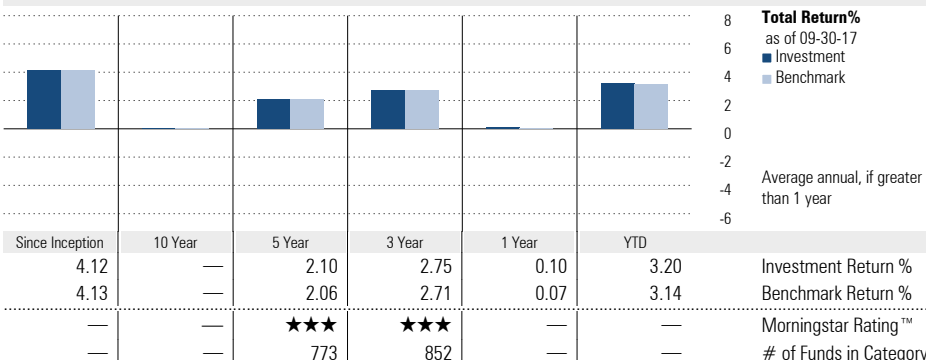 8
6
4
2
0
-2
-4
-6
Total Return%
as of 09-30-17
Investment
Benchmark
Average annual, if greater
than 1 year
Since Inception 10 Year 5 Year 3 Year 1 Year YTD
4.12 — 2.10 2.75 0.10 3.20 Investment Return %
4.13 — 2.06 2.71 0.07 3.14 Benchmark Return %
— — ★★★ ★★★ — — Morningstar Rating™
— — 773 852 — — # of Funds in Category